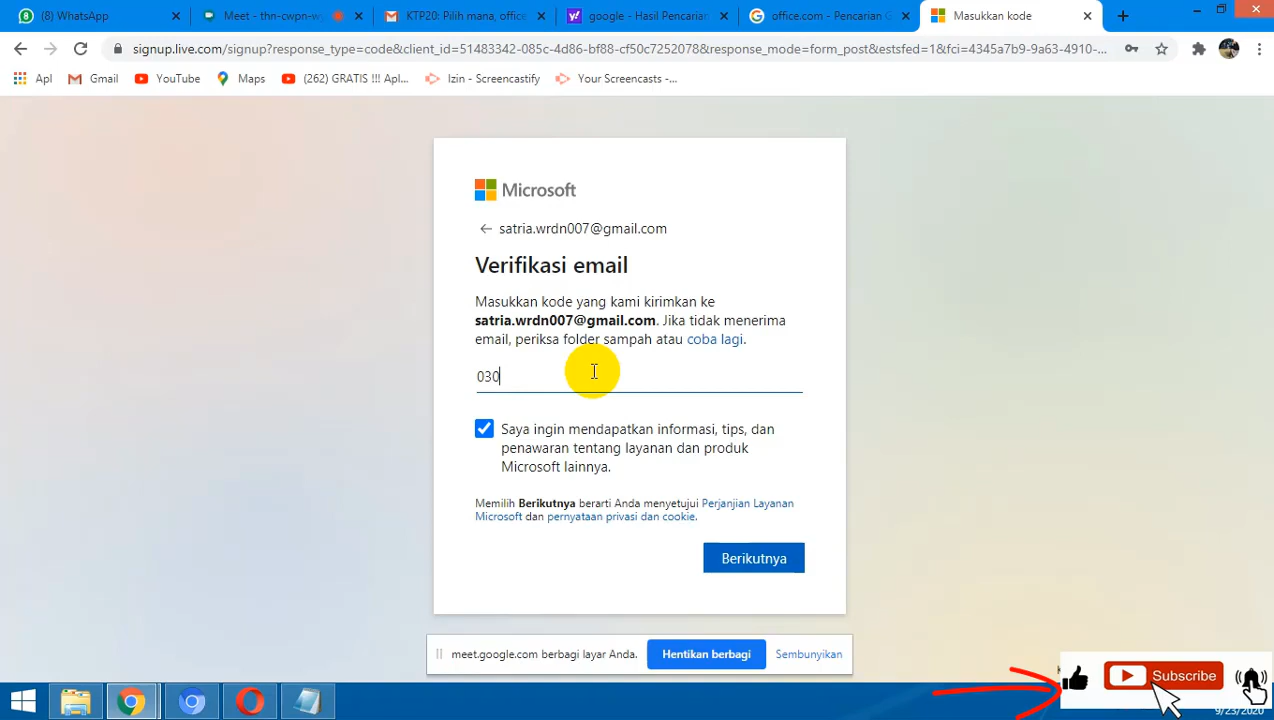 (8) WhatsApp
Meet - thn-cwpn-w
KTP20: Pilih mana, office
google - Hasil Pencarian
office.com - Pencarian G
Masukkan kode
signup.live.com/signup?response_type=code&client_id=51483342-085c-4d86-bf88-cf50c7252078&response_mode=form_post&estsfed=1&fci=4345a7b9-9a63-4910-...
Apl
Gmail
YouTube
Maps
(262) GRATIS !!! Apl...
Izin - Screencastify
Your Screencasts -...
Microsoft
satria.wrdn007@gmail.com
Verifikasi email
Masukkan kode yang kami kirimkan ke
satria.wrdn007@gmail.com. Jika tidak menerima
email, periksa folder sampah atau coba lagi.
030
Saya ingin mendapatkan informasi, tips, dan
penawaran tentang layanan dan produk
Microsoft lainnya.
Memilih Berikutnya berarti Anda menyetujui Perjanjian Layanan
Microsoft dan pernyataan privasi dan cookie.
Berikutnya
meet.google.com berbagi layar Anda.
Hentikan berbagi
Sembunyikan
Subscribe
9/23/2020